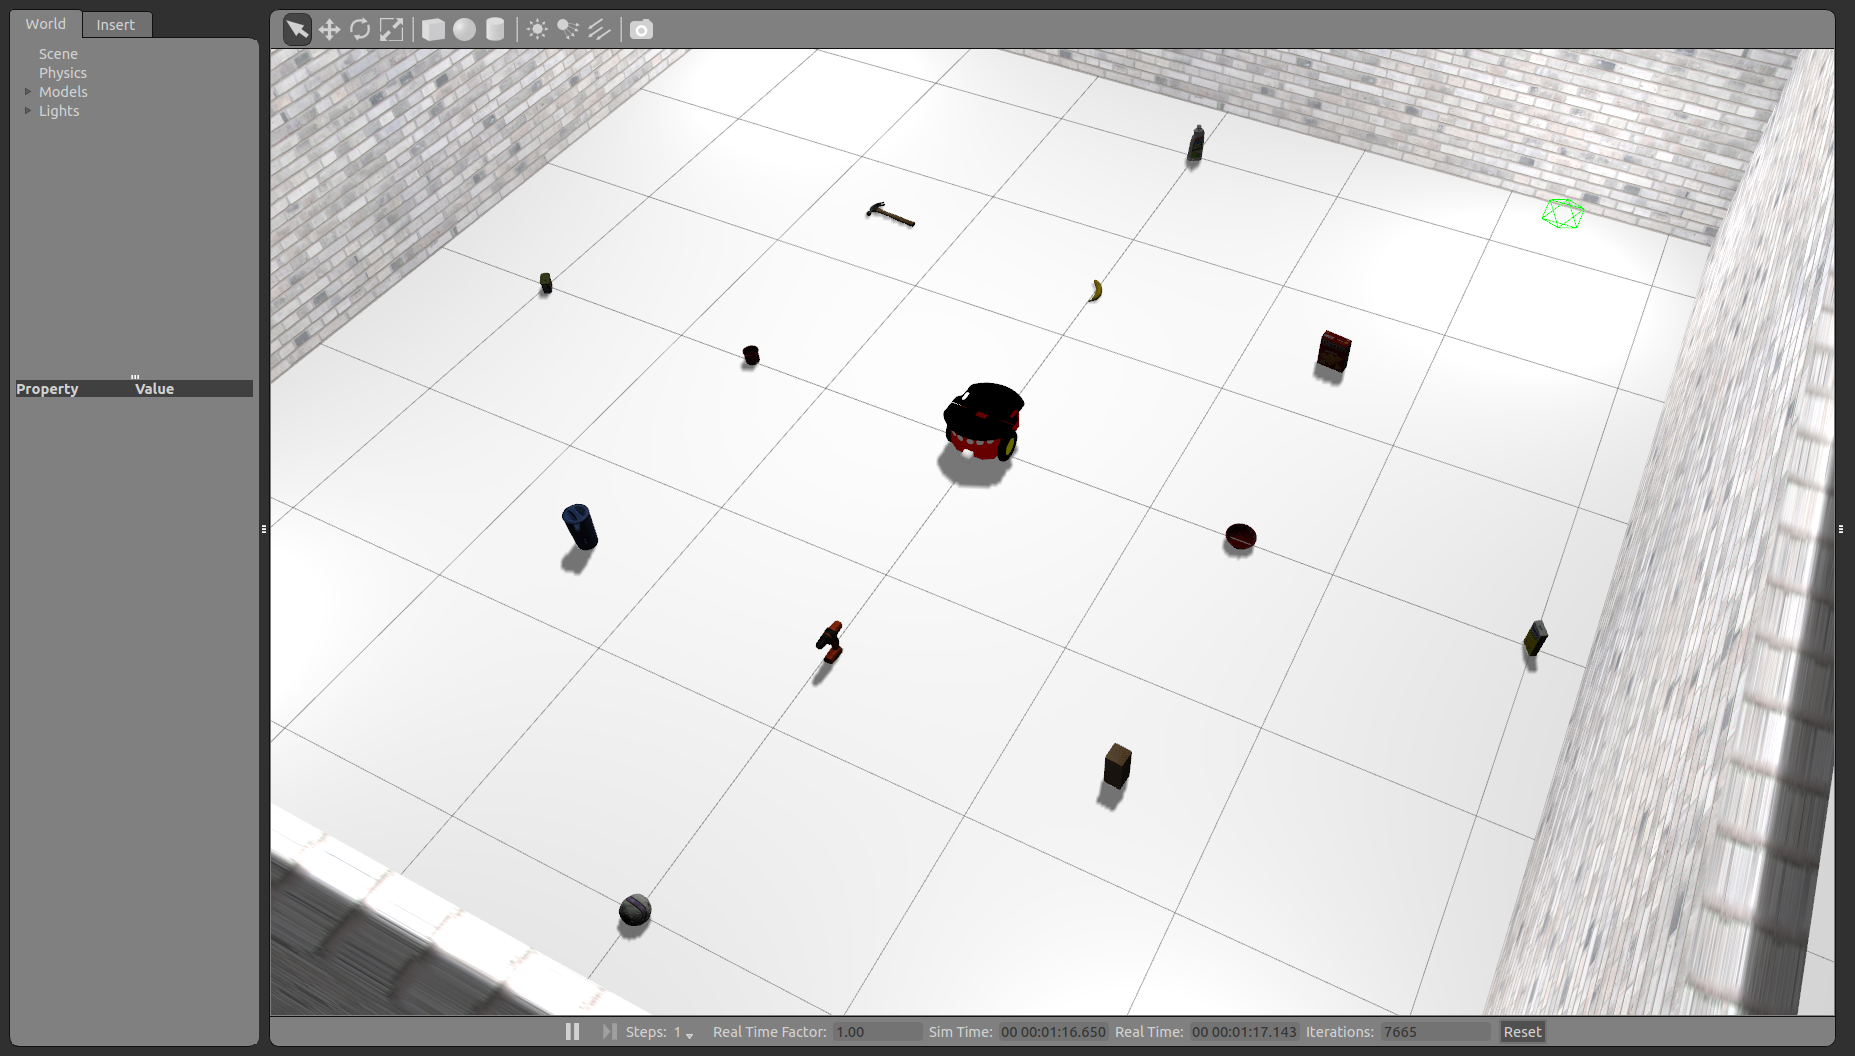 World Insert
Scene
Physics
Models
Lights
Property Value
Steps: 1 Real Time Factor: 1.00 Sim Time: 00 00:01:16.650 Real Time: 00 00:01:17.143 Iterations: 7665 Reset